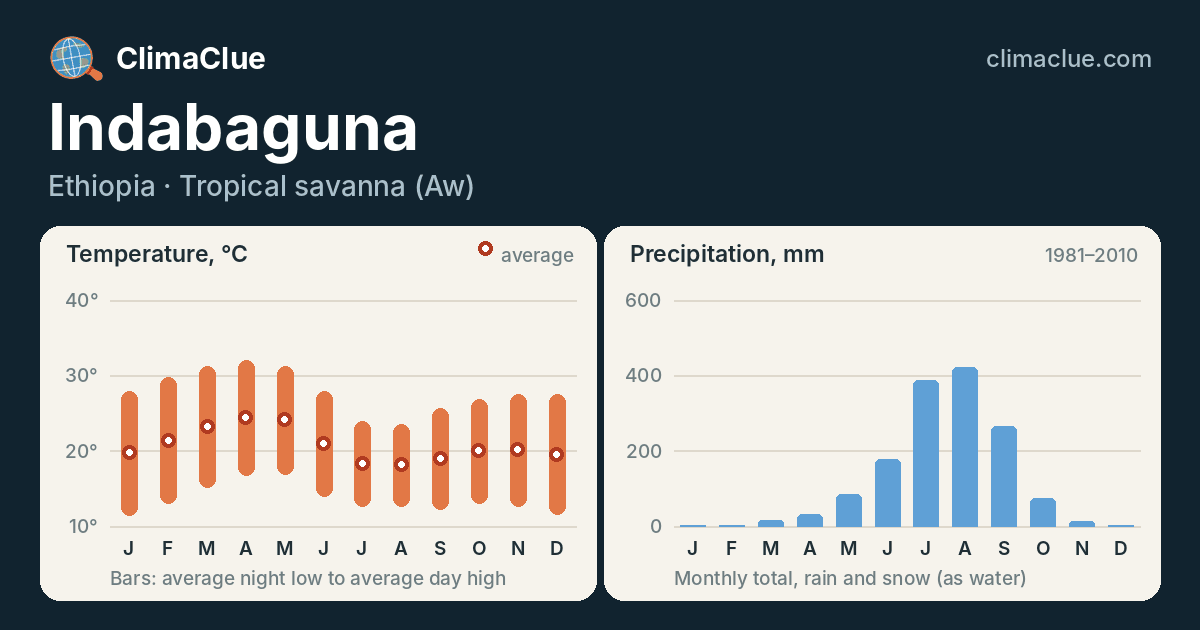 ClimaClue
climaclue.com
Indabaguna
Ethiopia · Tropical savanna (Aw)
Temperature, °C
average
40°
30°
20°
10°
J F M A M J J A S O N D
Bars: average night low to average day high
Precipitation, mm
1981–2010
600
400
200
0
J F M A M J J A S O N D
Monthly total, rain and snow (as water)